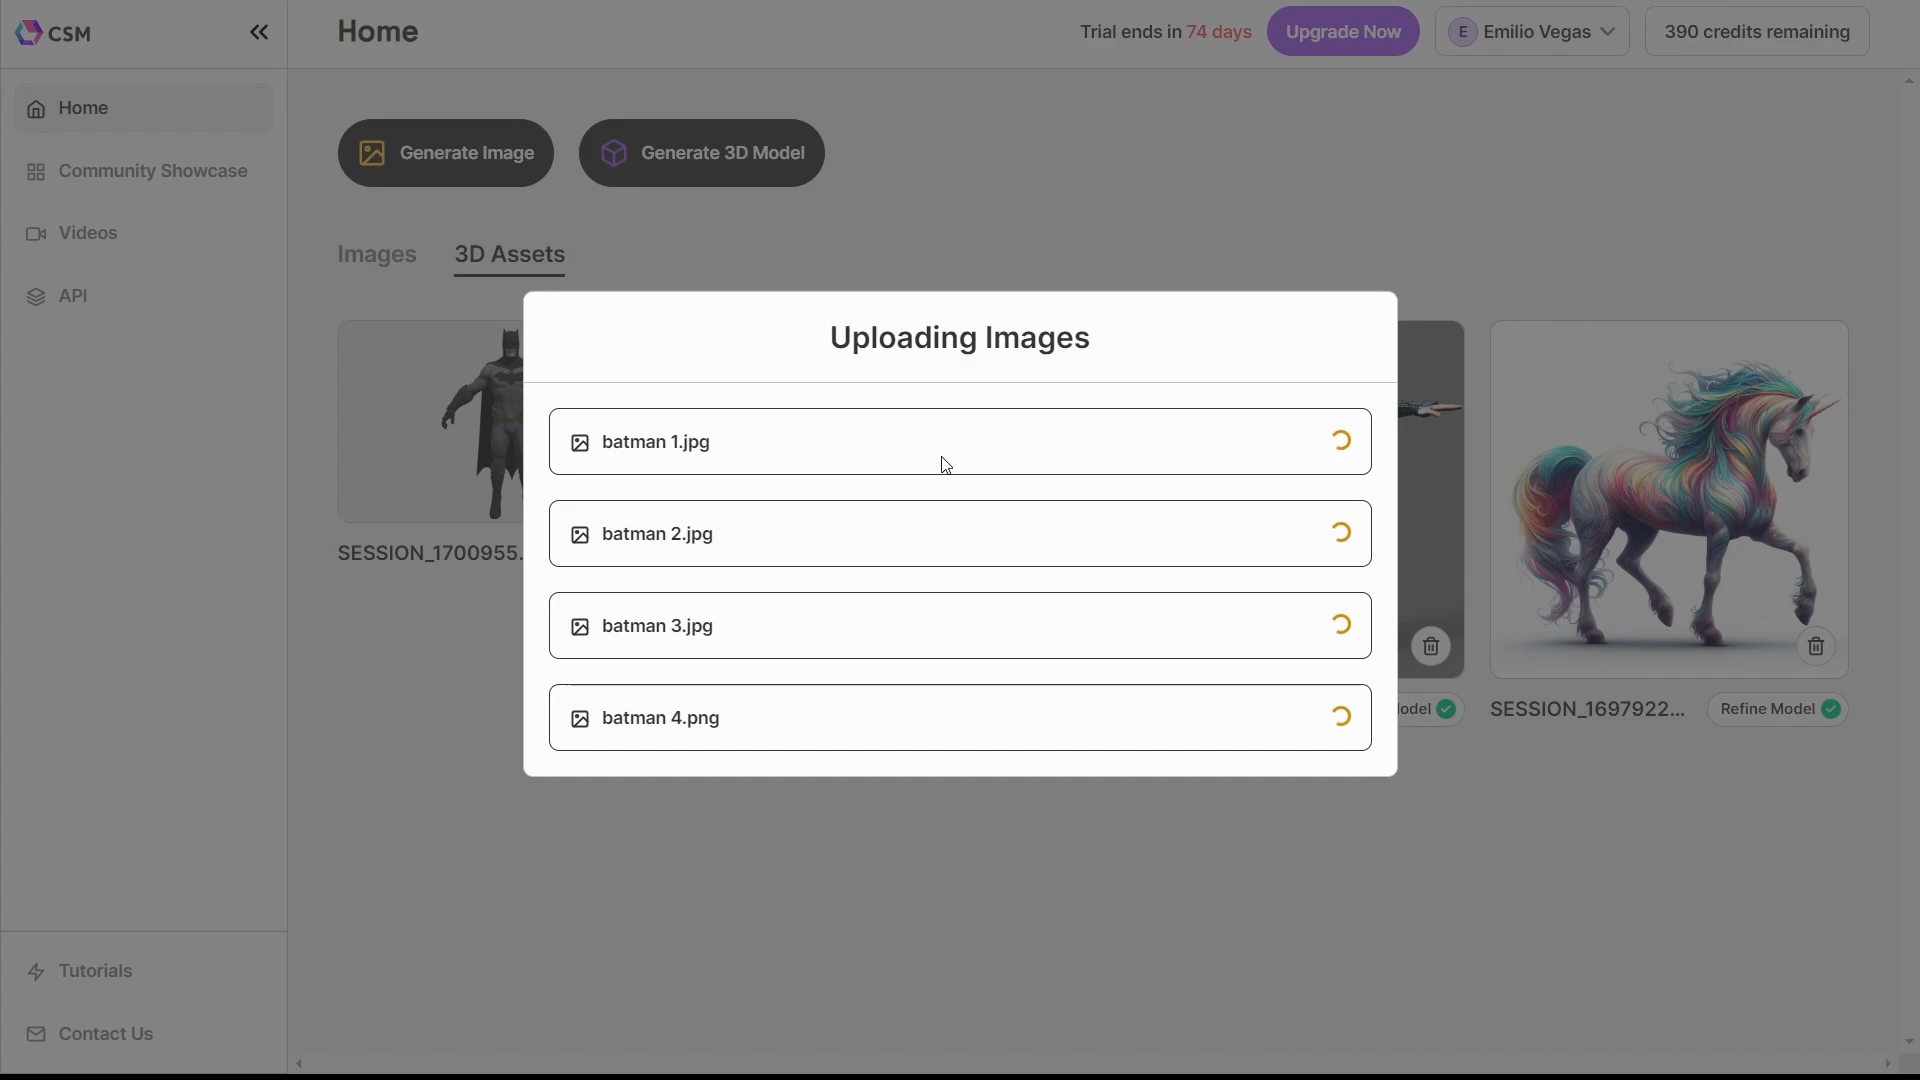 CSM
Home
Trial ends in 74 days
Upgrade Now
E Emilio Vegas
390 credits remaining
Home
Community Showcase
Videos
API
Generate Image
Generate 3D Model
Images
3D Assets
Uploading Images
batman 1.jpg
batman 2.jpg
batman 3.jpg
batman 4.png
SESSION_1700955.
odel
SESSION_1697922...
Refine Model
Tutorials
Contact Us